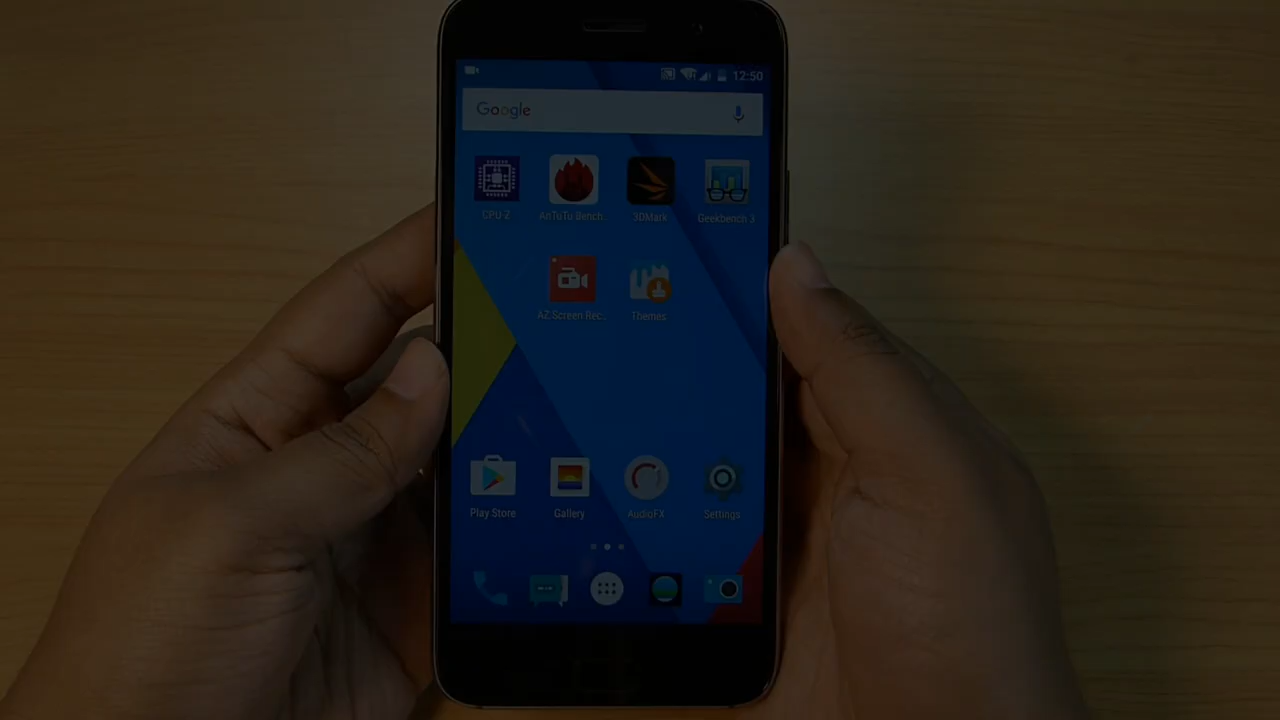 12:50
Google
CPU-Z AnTuTu Bench.. 3DMark Geekbench 3
AZ Screen Rec.. Themes
Play Store Gallery AudioFX Settings